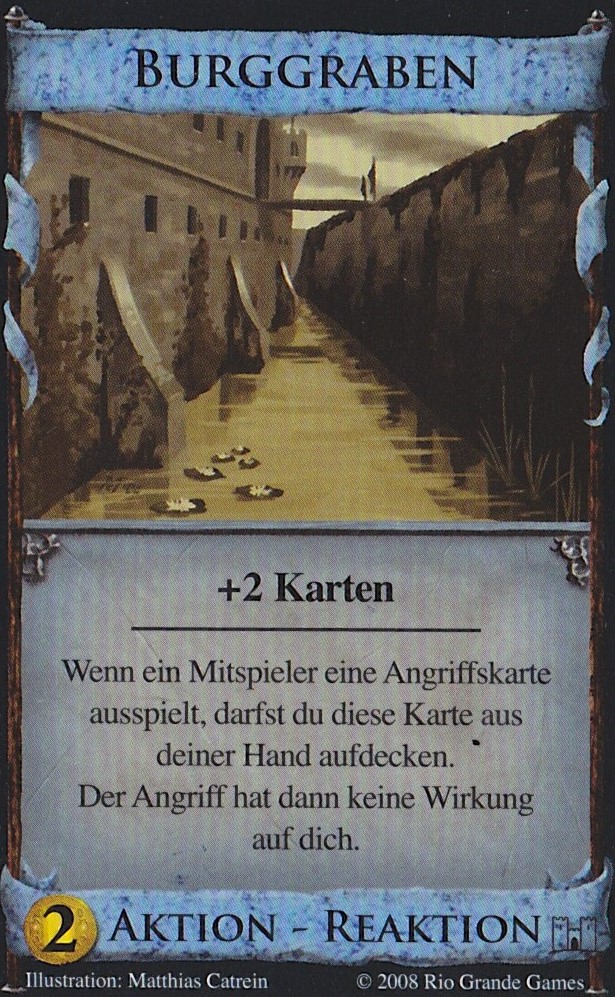 BURGGRABEN
+2 Karten
Wenn ein Mitspieler eine Angriffskarte
ausspielt, darfst du diese Karte aus
deiner Hand aufdecken.
Der Angriff hat dann keine Wirkung
auf dich.
2 AKTION - REAKTION
Illustration: Matthias Catrein © 2008 Rio Grande Games